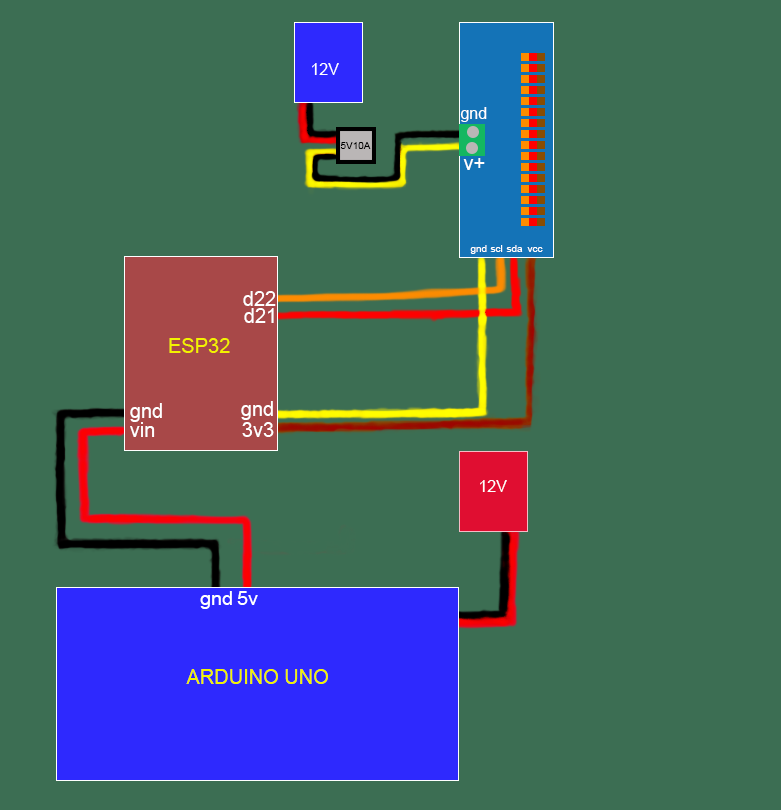 12V
5V10A
gnd
v+
gnd scl sda vcc
d22
d21
ESP32
gnd gnd
vin 3v3
12V
gnd 5v
ARDUINO UNO